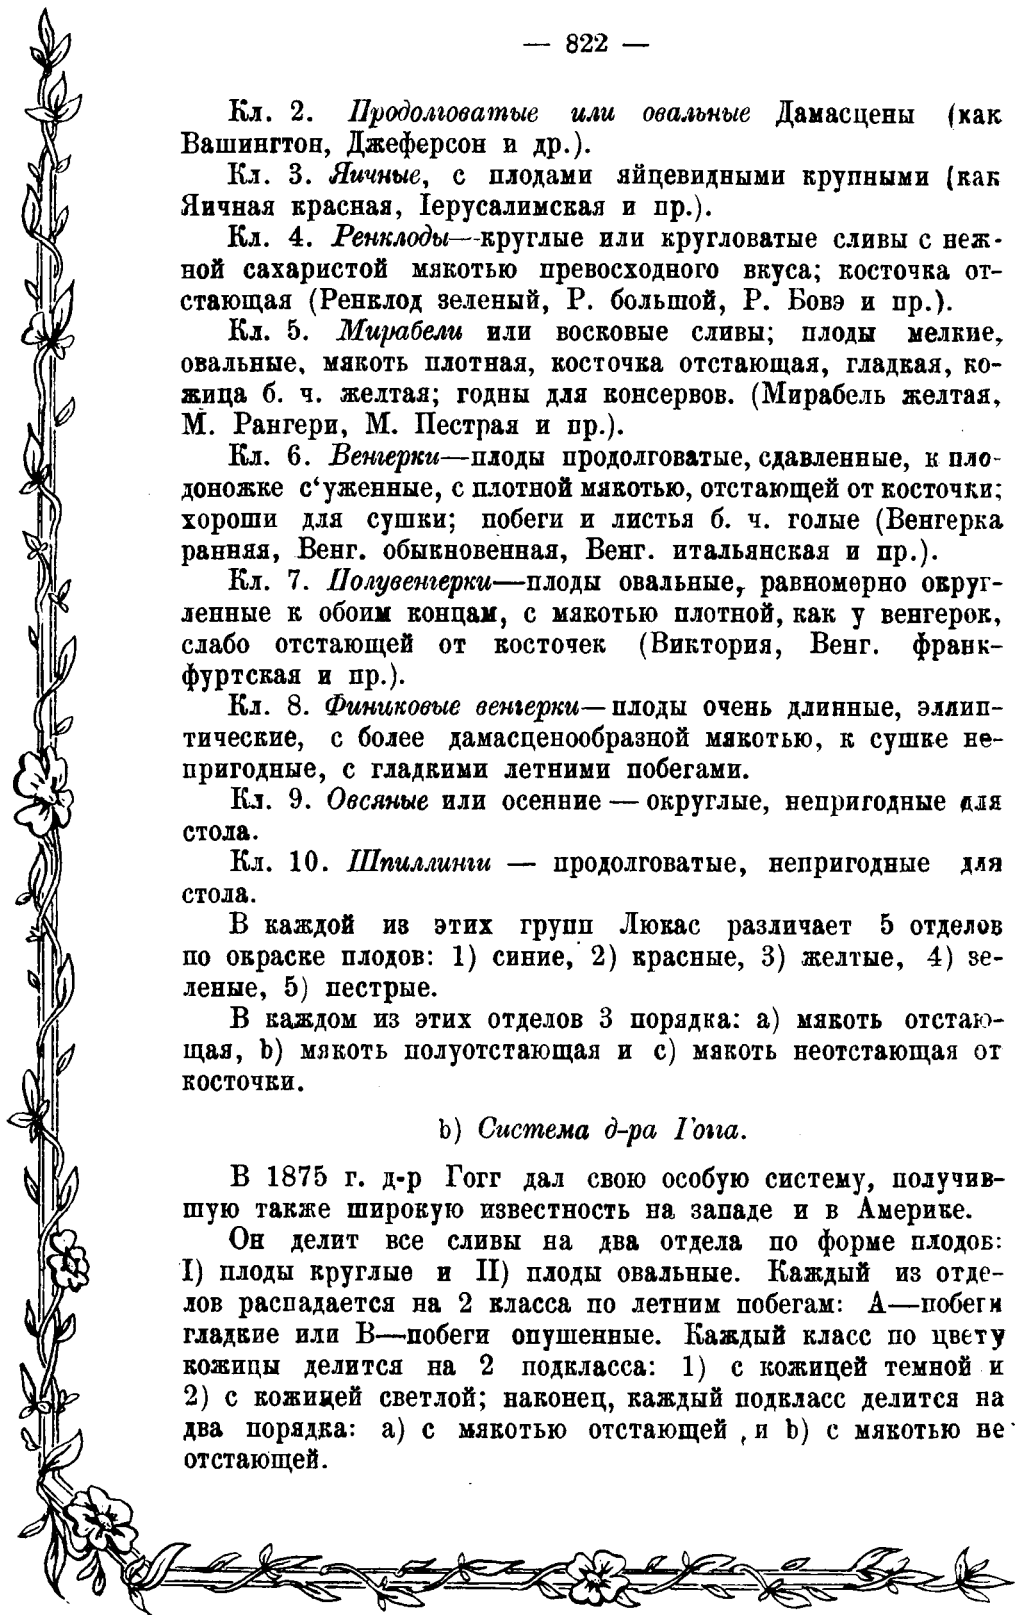 — 822 —
Кл. 2. Продолговатые или овальные Дамасцены (как
Вашингтон, Джеферсон и др.).
Кл. 3. Яичные, с плодами яйцевидными крупными (как
Яичная красная, Іерусалимская и пр.).
Кл. 4. Ренклоды—круглые или кругловатые сливы с неж-
ной сахаристой мякотью превосходного вкуса; косточка от-
стающая (Ренклод зеленый, Р. большой, Р. Бовэ и пр.).
Кл. 5. Мирабели или восковые сливы; плоды мелкие,
овальные, мякоть плотная, косточка отстающая, гладкая, ко-
жица б. ч. желтая; годны для консервов. (Мирабель желтая,
М. Рангери, М. Пестрая и пр.).
Кл. 6. Венгерки—плоды продолговатые, сдавленные, к пло-
доножке с‘уженные, с плотной мякотью, отстающей от косточки;
хороши для сушки; побеги и листья б. ч. голые (Венгерка
ранняя, Венг. обыкновенная, Венг. итальянская и пр.).
Кл. 7. Полувенгерки—плоды овальные, равномерно округ-
ленные к обоим концам, с мякотью плотной, как у венгерок,
слабо отстающей от косточек (Виктория, Венг. франк-
фуртская и пр.).
Кл. 8. Финиковые венгерки—плоды очень длинные, эллип-
тические, с более дамасценообразной мякотью, к сушке не-
пригодные, с гладкими летними побегами.
Кл. 9. Овсяные или осенние — округлые, непригодные для
стола.
Кл. 10. Шпиллинги — продолговатые, непригодные для
стола.
В каждой из этих групп Люкас различает 5 отделов
по окраске плодов: 1) синие, 2) красные, 3) желтые, 4) зе-
леные, 5) пестрые.
В каждом из этих отделов 3 порядка: а) мякоть отстаю-
щая, b) мякоть полуотстающая и с) мякоть неотстающая от
косточки.
b) Система д-ра Гогга.
В 1875 г. д-р Гогг дал свою особую систему, получив-
шую также широкую известность на западе и в Америке.
Он делит все сливы на два отдела по форме плодов:
I) плоды круглые и II) плоды овальные. Каждый из отде-
лов распадается на 2 класса по летним побегам: А—побеги
гладкие или В—побеги опушенные. Каждый класс по цвету
кожицы делится на 2 подкласса: 1) с кожицей темной и
2) с кожицей светлой; наконец, каждый подкласс делится на
два порядка: а) с мякотью отстающей , и b) с мякотью не
отстающей.